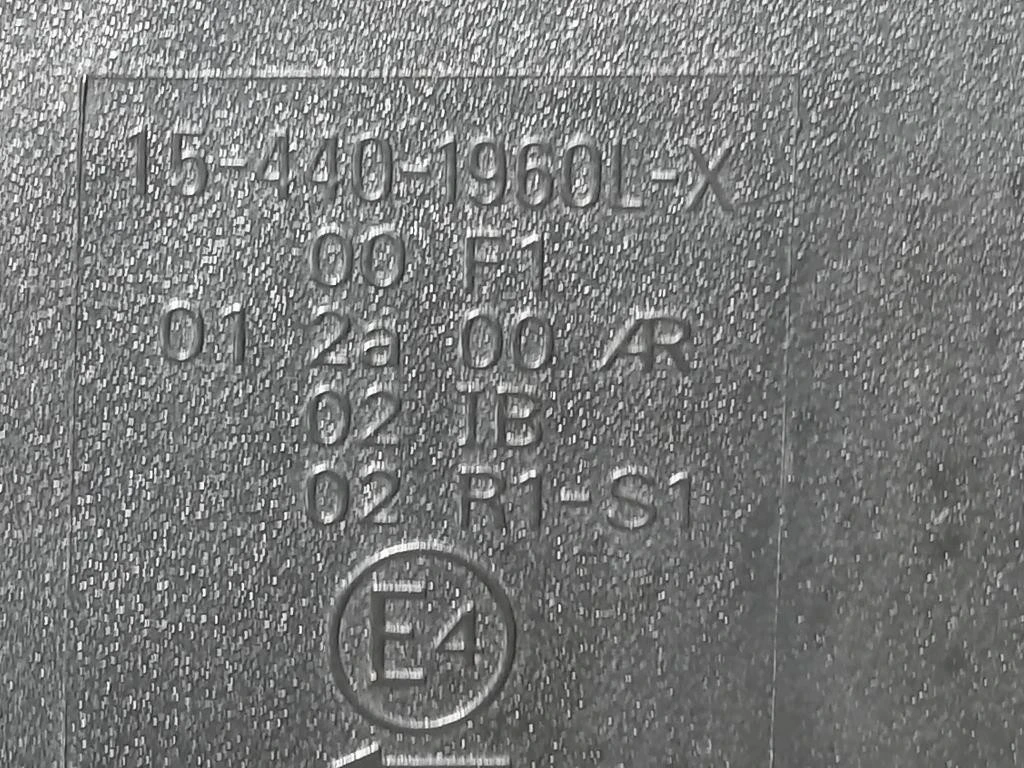 15-440-1960L-X
00 F1
01 2a 00 AR
02 IB
02 R1-S1
E4